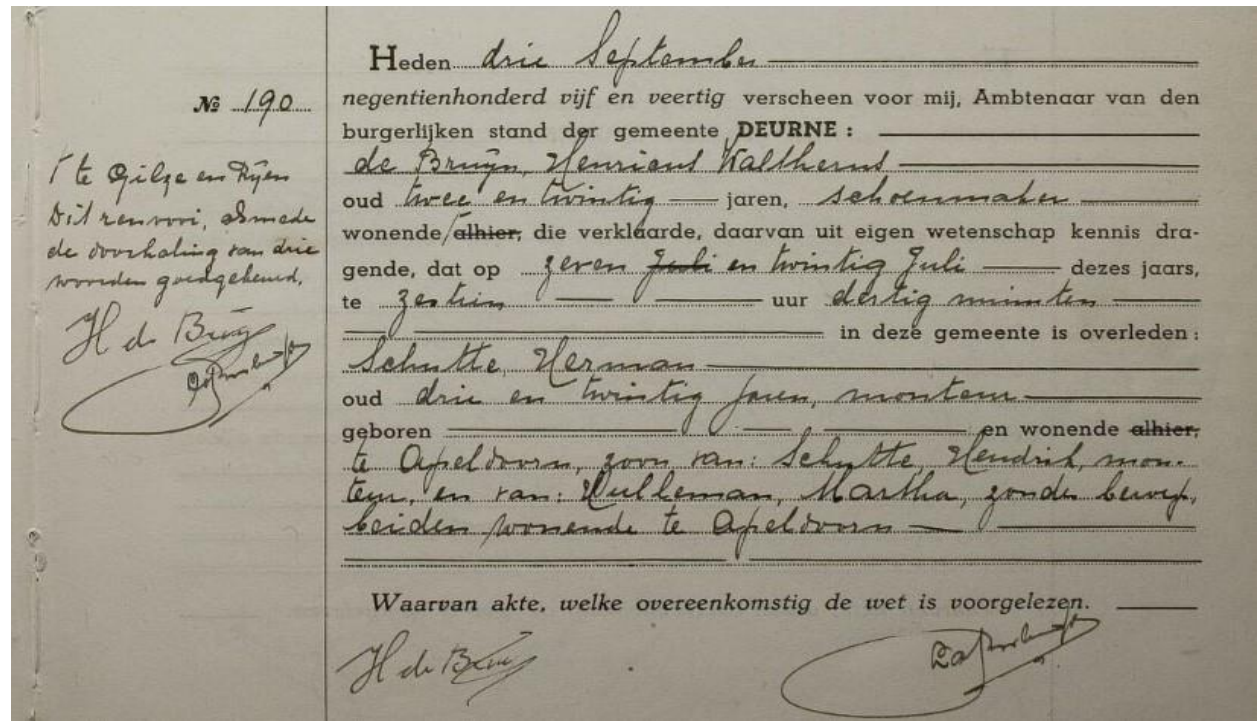 № 190
⌈ te Gilze en Rijen
Dit renvooi, alsmede
de doorhaling van drie
woorden goedgekeurd.
H de Bruijn
Heden drie September
negentienhonderd vijf en veertig verscheen voor mij, Ambtenaar van den
burgerlijken stand der gemeente DEURNE :
de Bruijn, Henricus Waltherus
oud twee en twintig jaren, schoenmaker
wonende ⌈ alhier, die verklaarde, daarvan uit eigen wetenschap kennis dra-
gende, dat op zeven Juli en twintig Juli dezes jaars,
te zestien uur dertig minuten
in deze gemeente is overleden :
Schutte, Herman
oud drie en twintig jaren, monteur
geboren en wonende alhier,
te Apeldoorn, zoon van: Schutte, Hendrik, mon-
teur, en van: Wulleman, Martha, zonder beroep,
beiden wonende te Apeldoorn
Waarvan akte, welke overeenkomstig de wet is voorgelezen.
H de Bruijn